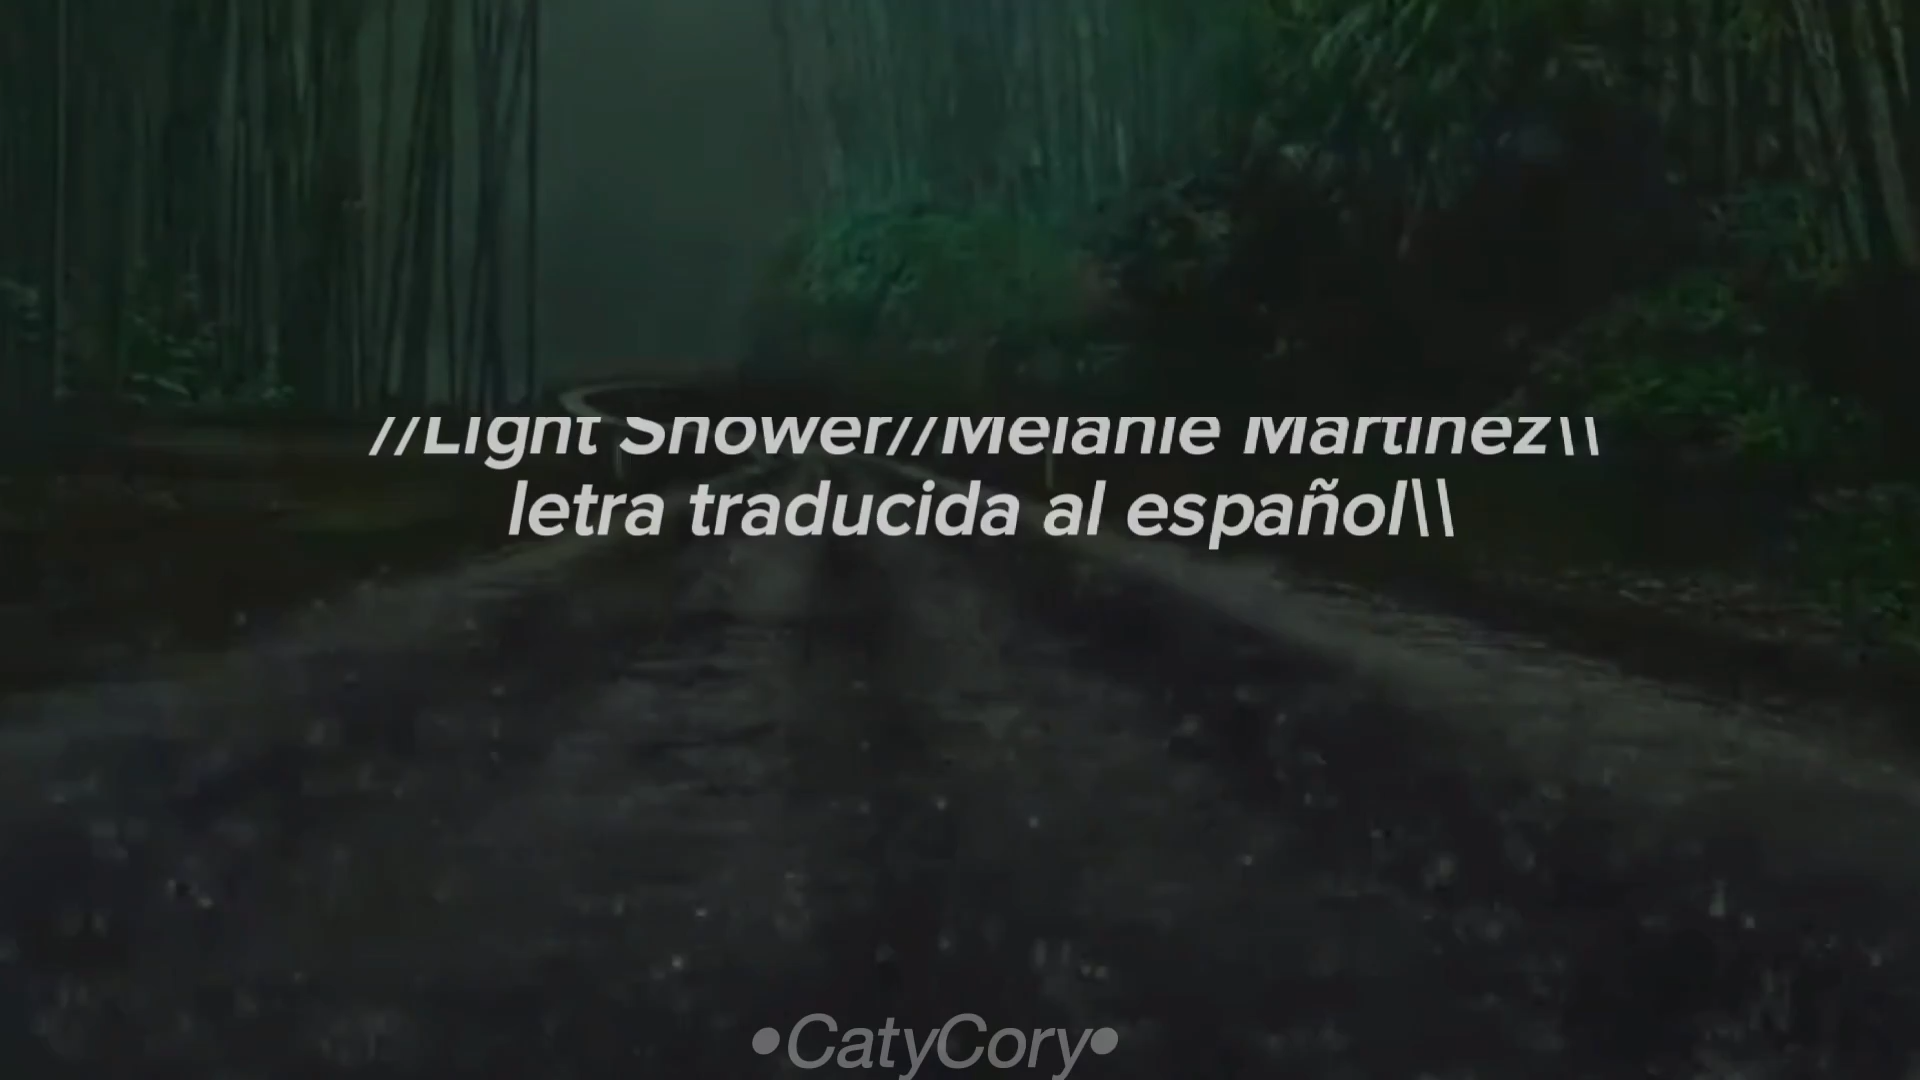 //Light Shower//Melanie Martinez\\
letra traducida al español\\
•CatyCory•